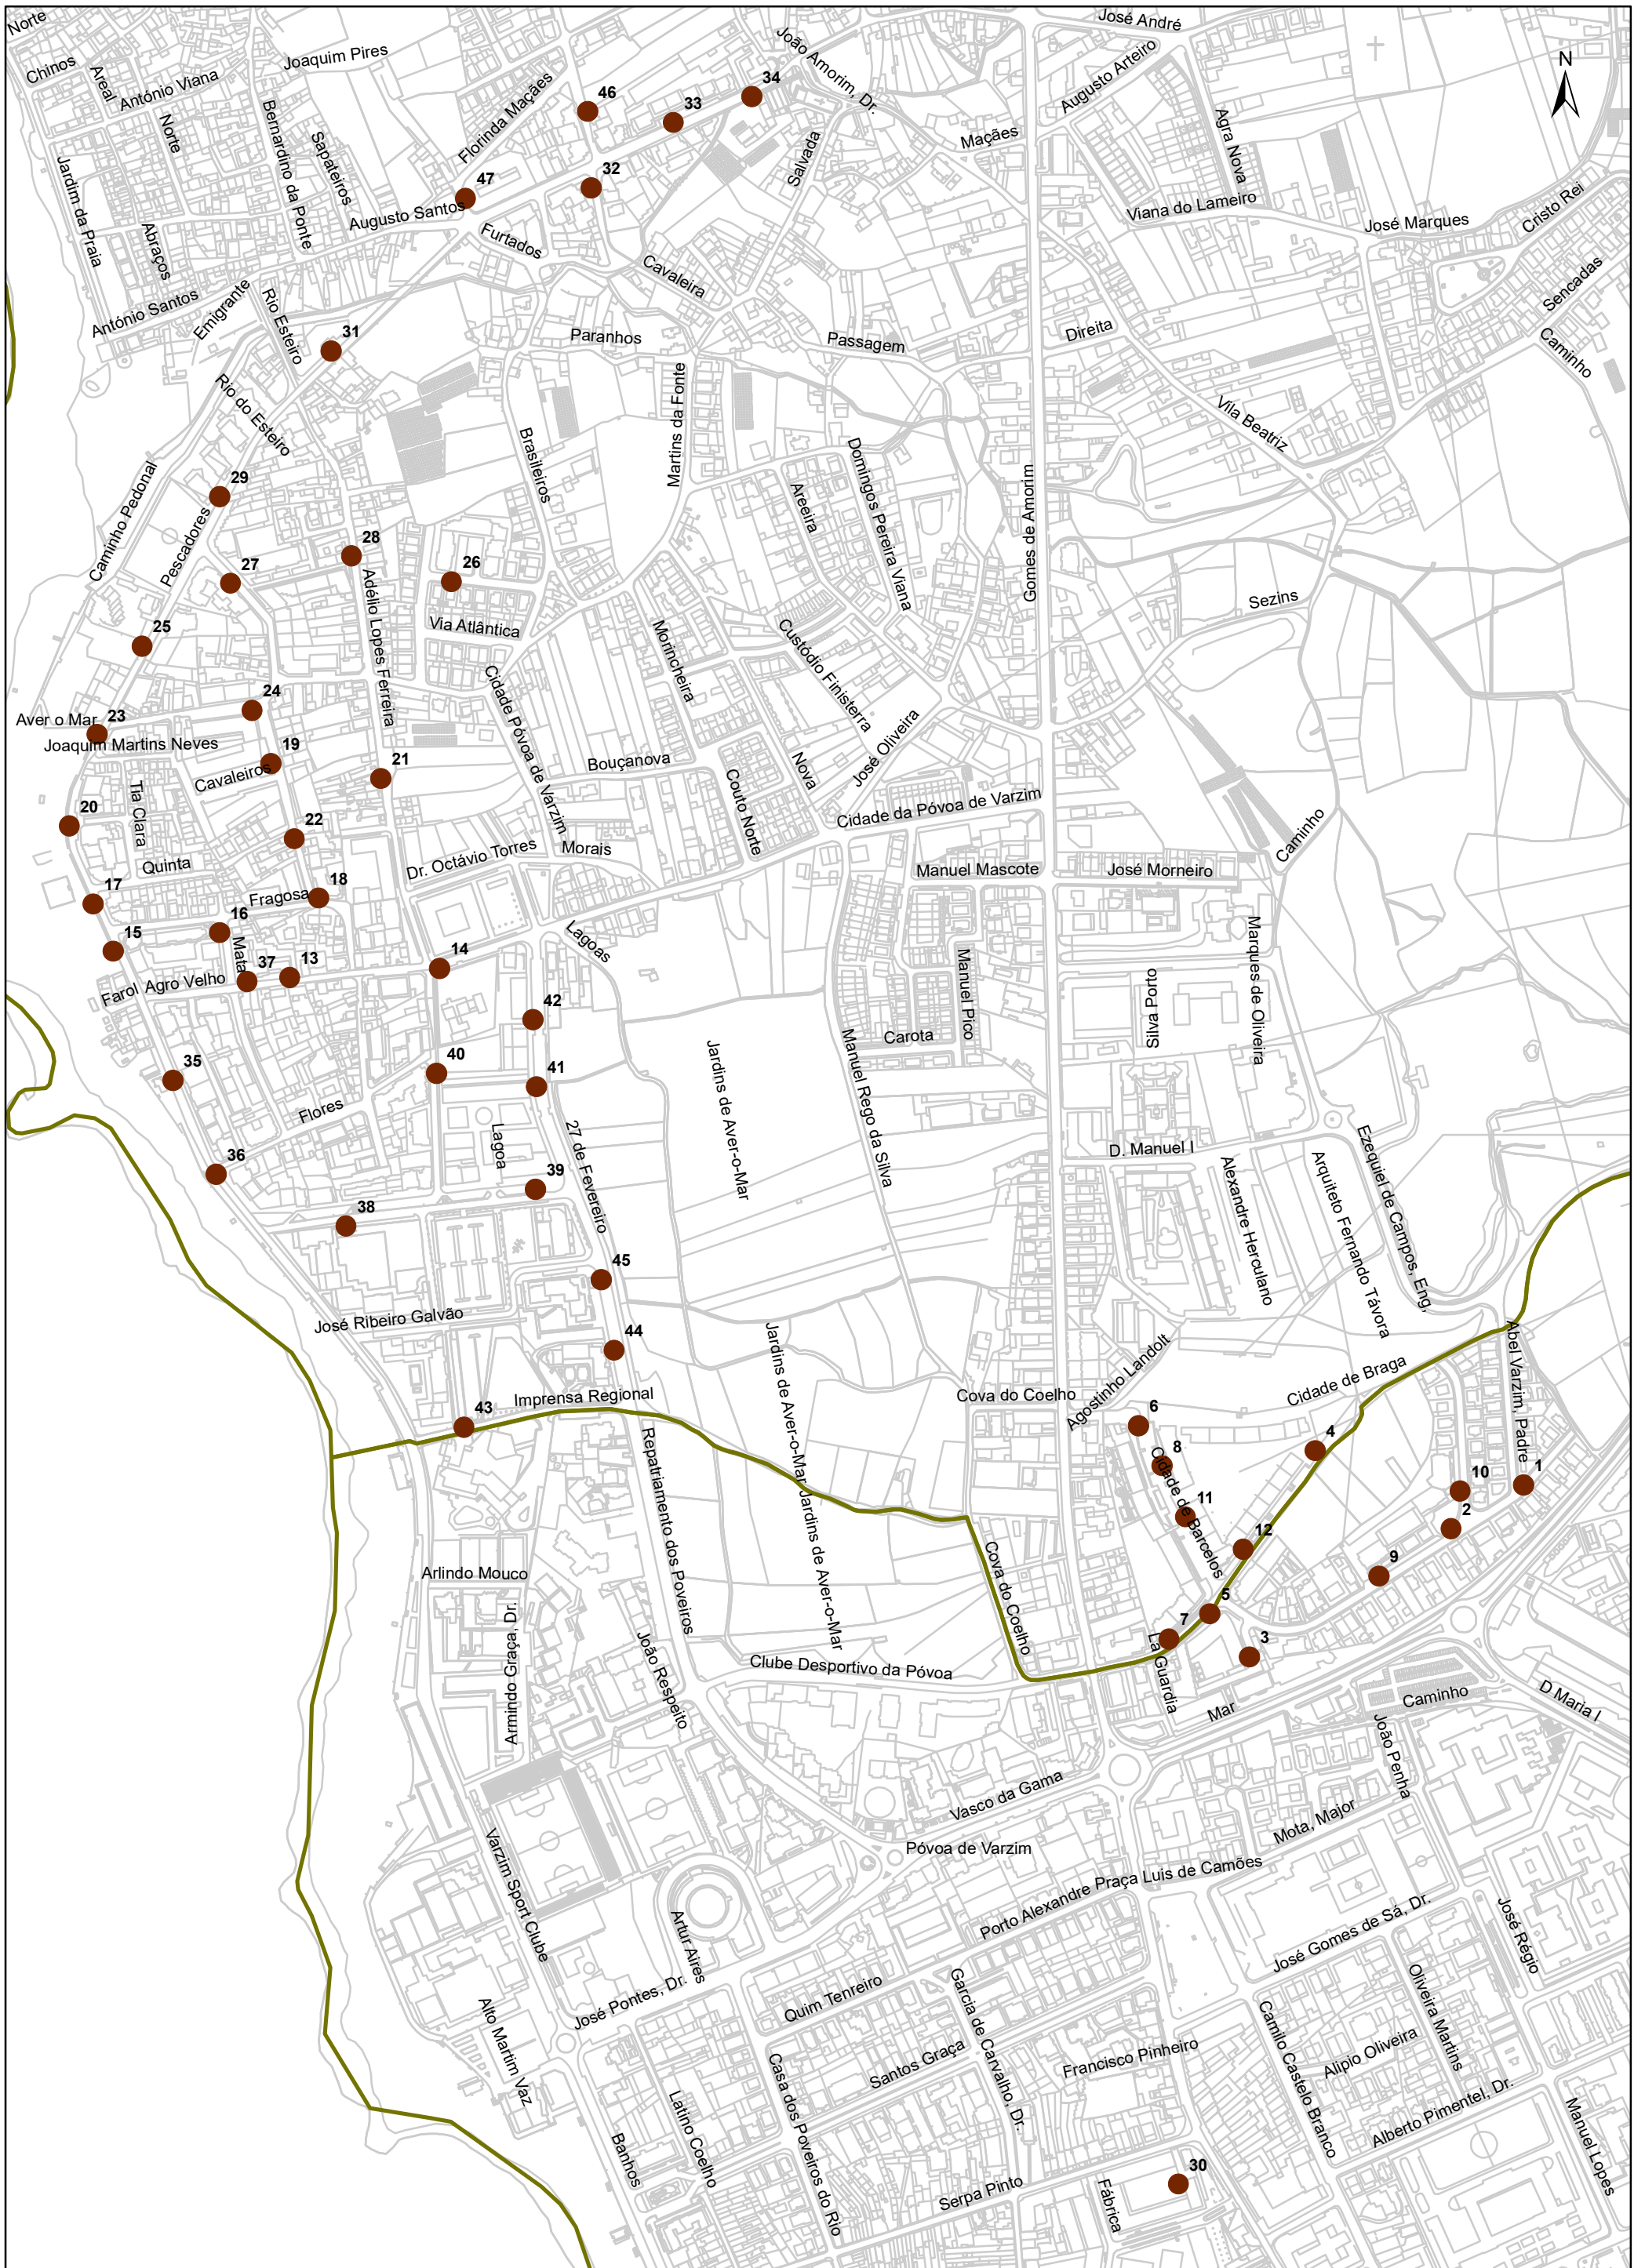 Norte
José André
João Amorim, Dr.
Chinos
Joaquim Pires
Augusto Arteiro
N
Areal
António Viana
Florinda Maçães
46
33
34
Norte
Bernardino da Ponte
Sapateiros
Salvada
Maçães
Agra Nova
Jardim da Praia
47
32
Augusto Santos
Viana do Lameiro
José Marques
Cristo Rei
Abraços
Furtados
Cavaleira
Sencadas
António Santos
Emigrante
Rio Esteiro
31
Paranhos
Passagem
Direita
Caminho
Rio do Esteiro
Martins da Fonte
Vila Beatriz
Brasileiros
Caminho Pedonal
29
Areeira
Domingos Pereira Viana
Gomes de Amorim
Pescadores
28
27
26
Adélio Lopes Ferreira
Via Atlântica
Sezins
25
Morincheira
Custódio Finisterra
24
Cidade Póvoa de Varzim
Aver o Mar
23
Joaquim Martins Neves
19
21
Cavaleiros
Bouçanova
Nova
José Oliveira
Tia Clara
Couto Norte
20
22
Cidade da Póvoa de Varzim
Quinta
Dr. Octávio Torres
Morais
Caminho
17
18
Fragosa
Manuel Mascote
José Morneiro
16
15
Mata
14
Lagoas
Marques de Oliveira
37
13
Farol
Agro Velho
Manuel Pico
Silva Porto
42
Carota
40
41
35
Jardins de Aver-o-Mar
Manuel Rego da Silva
Flores
Lagoa
27 de Fevereiro
D. Manuel I
36
39
Alexandre Herculano
Arquiteto Fernando Távora
Ezequiel de Campos, Eng,
38
45
José Ribeiro Galvão
44
Jardins de Aver-o-Mar
Agostinho Landolt
Abel Varzim, Padre
Imprensa Regional
Cova do Coelho
Cidade de Braga
43
6
4
8
Cidade de Barcelos
10
1
Repatriamento dos Poveiros
Jardins de Aver-o-Mar
11
2
12
Cova do Coelho
9
Arlindo Mouco
5
Armindo Graça, Dr.
João Respeito
7
3
La Guardia
Clube Desportivo da Póvoa
Mar
Caminho
D Maria I
João Penha
Vasco da Gama
Mota, Major
Varzim Sport Clube
Póvoa de Varzim
Praça Luis de Camões
Porto Alexandre
Artur Aires
José Gomes de Sá, Dr.
José Régio
José Pontes, Dr.
Quim Tenreiro
Garcia de Carvalho, Dr.
Oliveira Martins
Alto Martim Vaz
Santos Graça
Francisco Pinheiro
Camilo Castelo Branco
Alipio Oliveira
Casa dos Poveiros do Rio
Latino Coelho
Alberto Pimentel, Dr.
Banhos
Manuel Lopes
30
Serpa Pinto
Fábrica